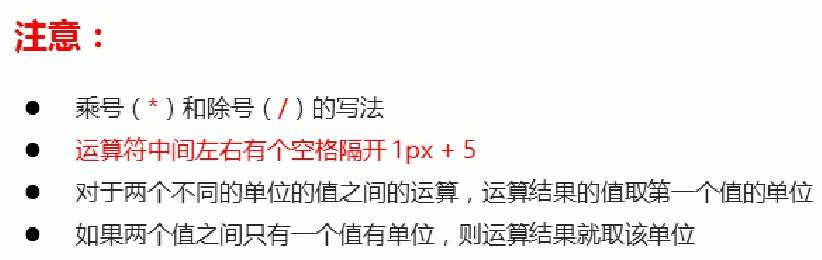 注意：
● 乘号（*）和除号（/）的写法
● 运算符中间左右有个空格隔开 1px + 5
● 对于两个不同的单位的值之间的运算，运算结果的值取第一个值的单位
● 如果两个值之间只有一个值有单位，则运算结果就取该单位